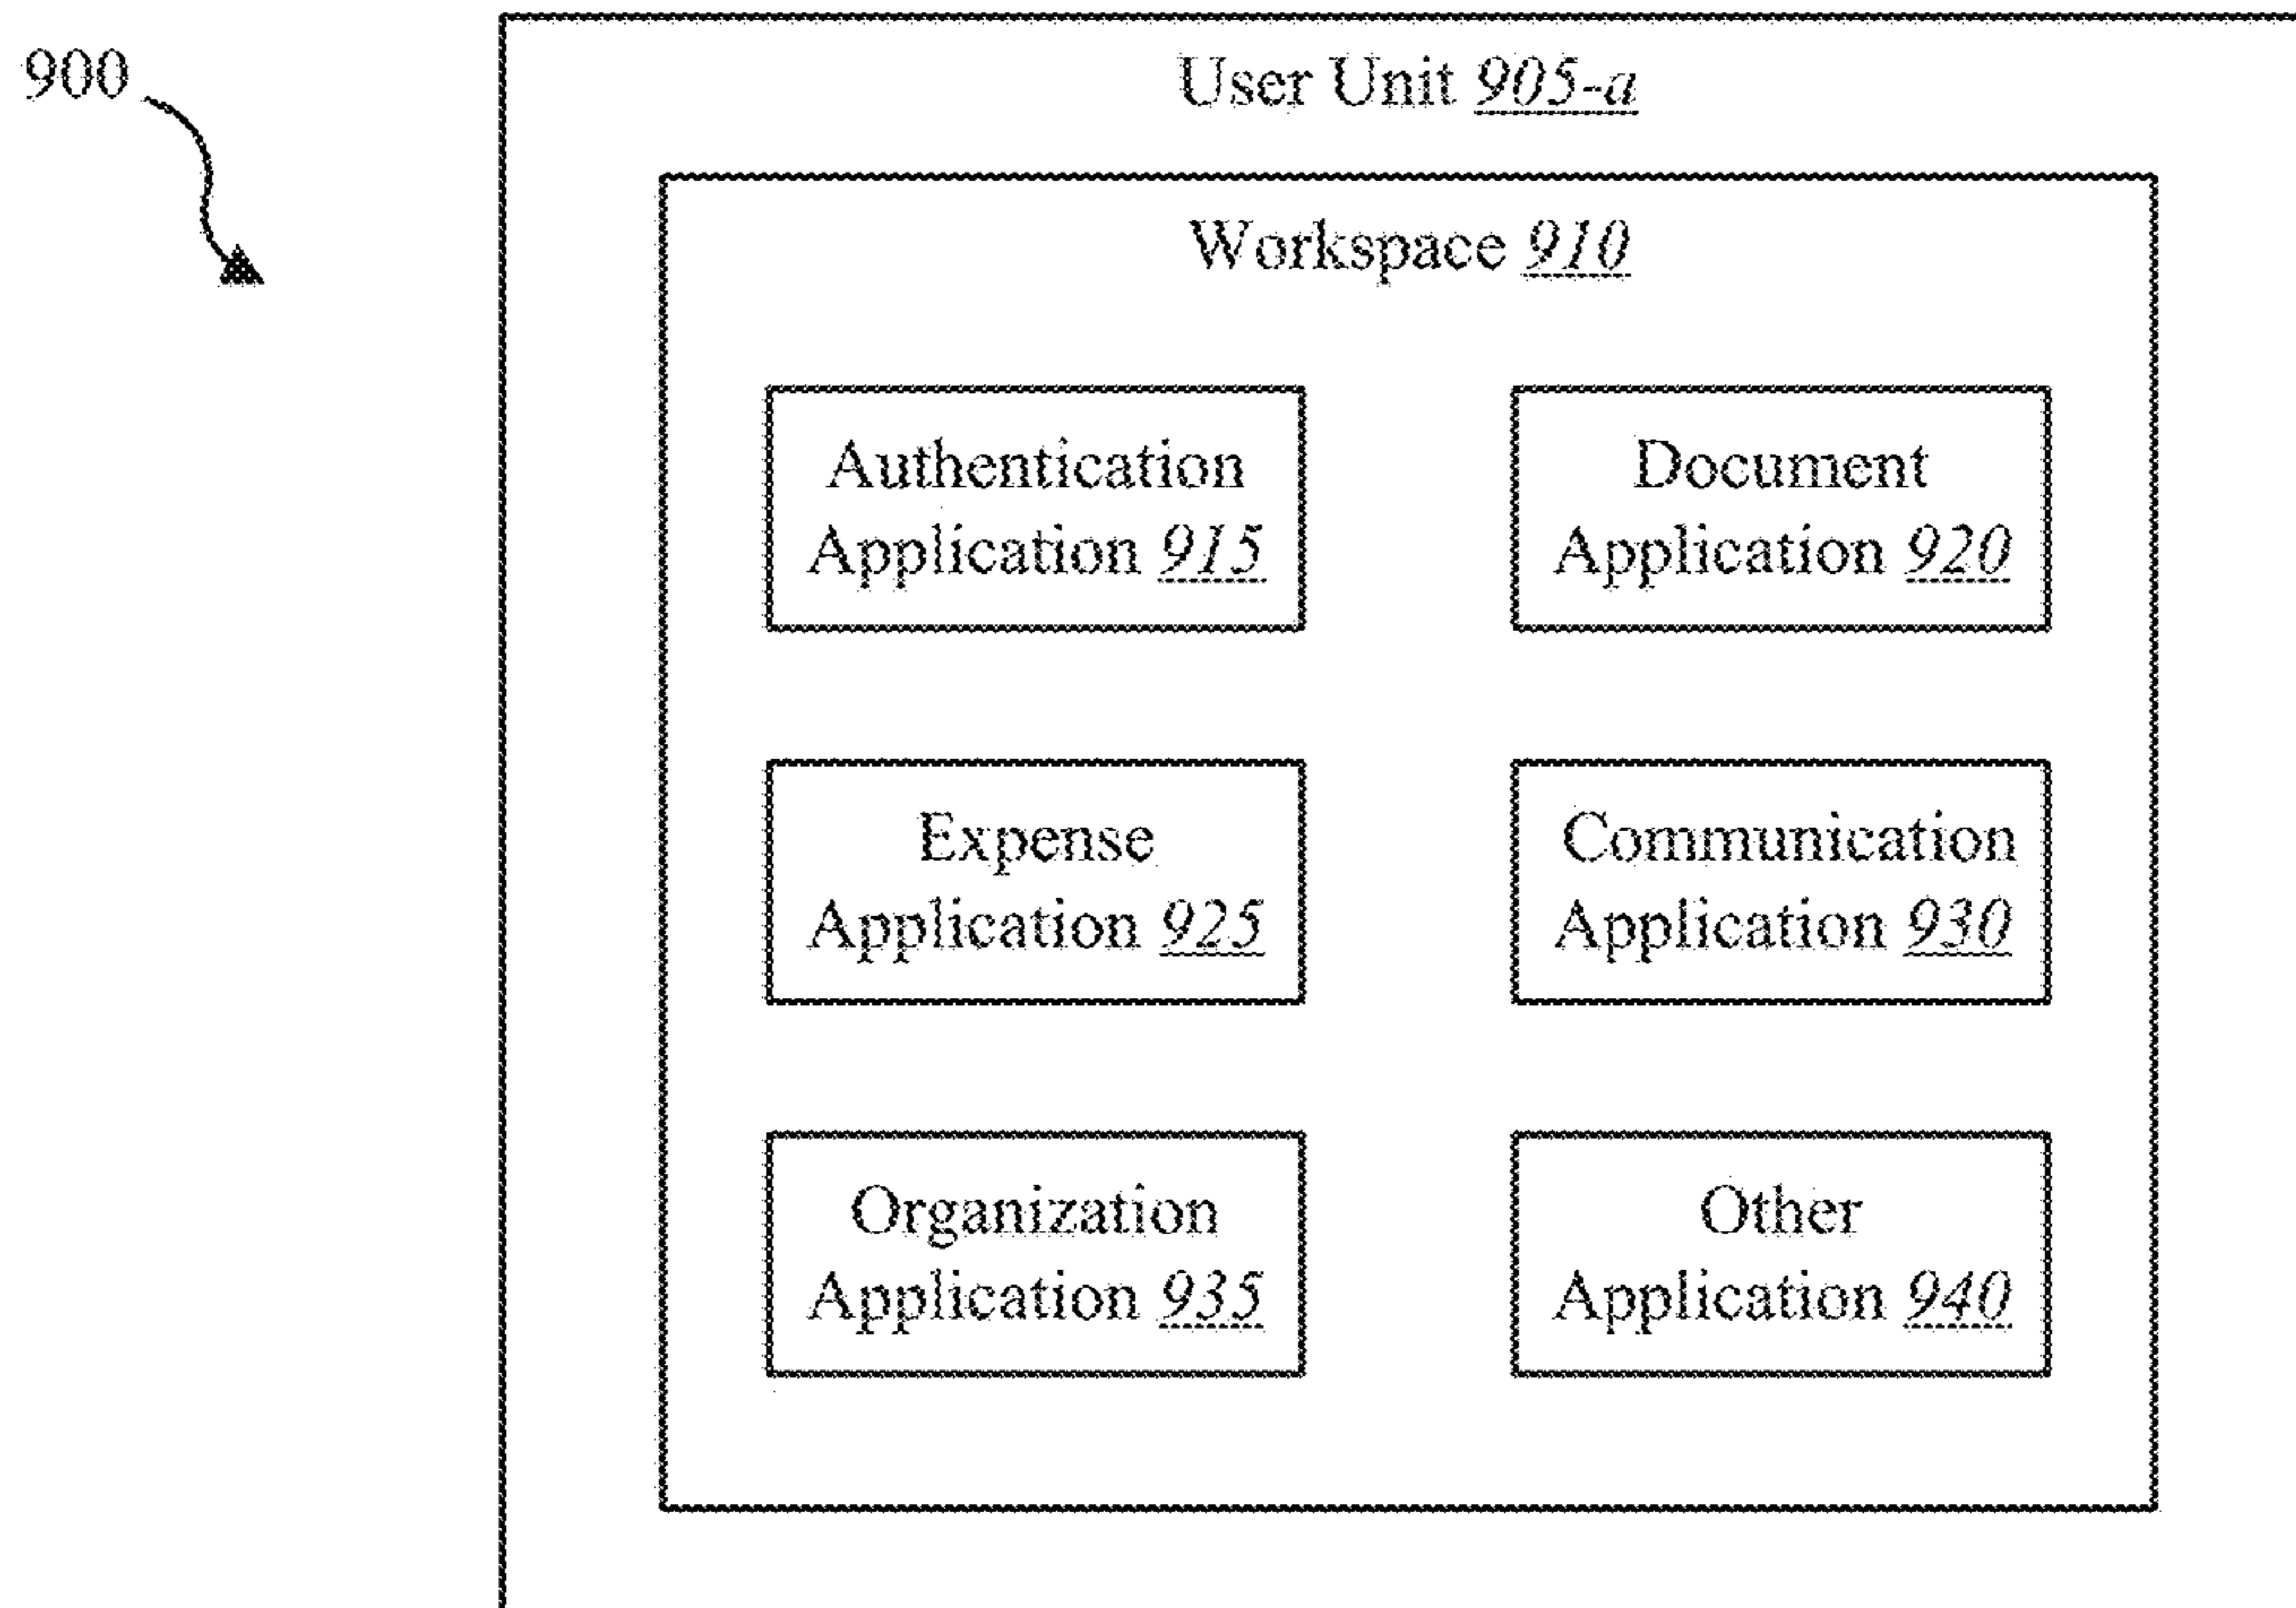 900
User Unit 905-a
Workspace 910
Authentication
Application 915
Document
Application 920
Expense
Application 925
Communication
Application 930
Organization
Application 935
Other
Application 940